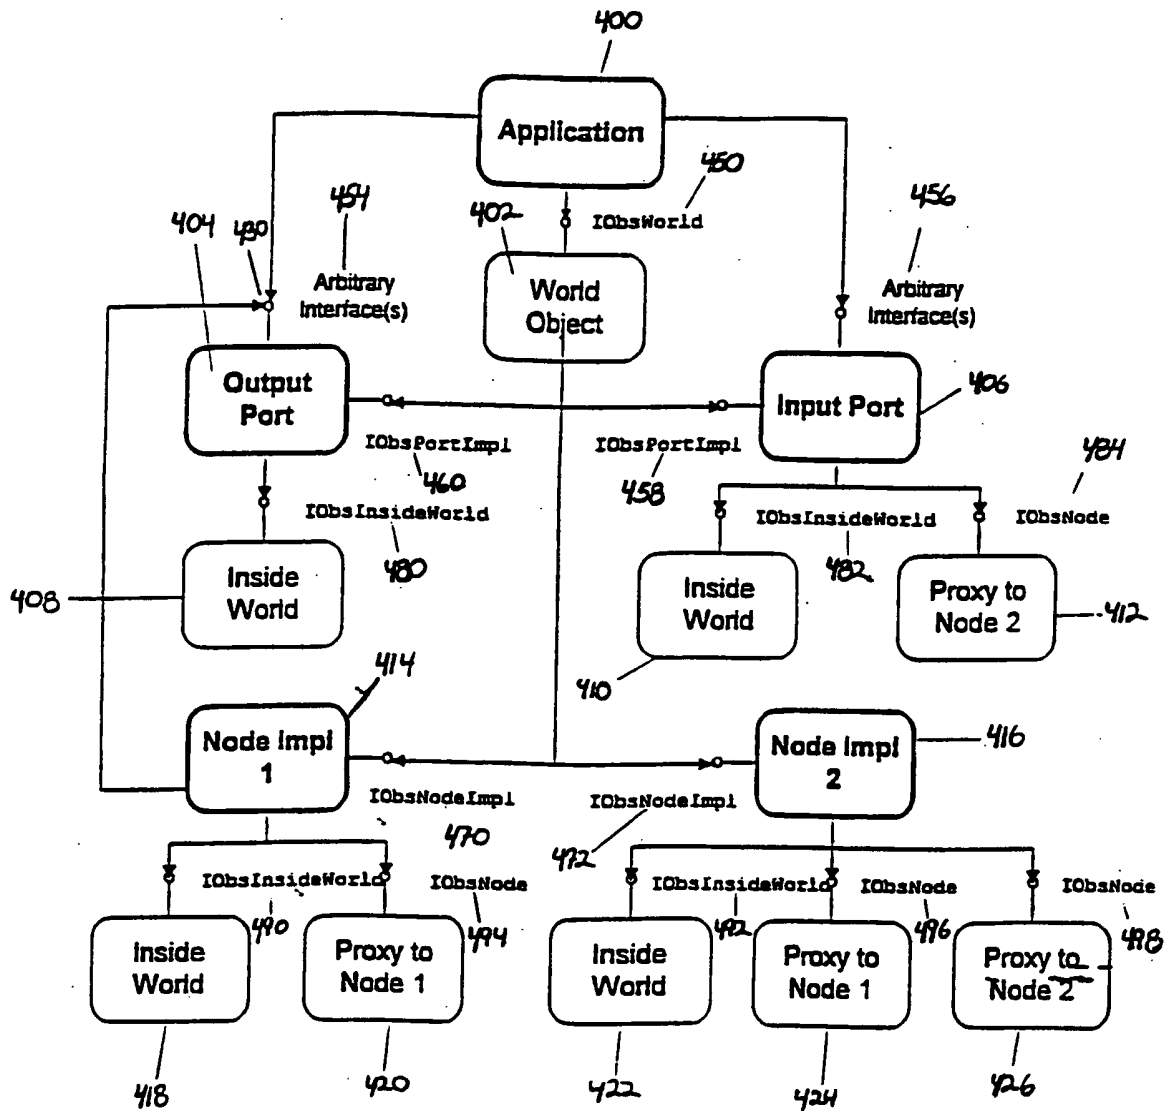 400
Application
450
454
402
IObsWorld
456
404
430
Arbitrary
Interface(s)
World
Object
Arbitrary
Interface(s)
Output
Port
Input Port
406
IObsPortImpl
460
IObsPortImpl
458
484
IObsInsideWorld
480
IObsInsideWorld
482
IObsNode
408
Inside
World
Inside
World
Proxy to
Node 2
412
410
414
Node Impl
1
Node Impl
2
416
IObsNodeImpl
470
IObsNodeImpl
472
IObsInsideWorld
490
IObsNode
494
IObsInsideWorld
492
IObsNode
496
IObsNode
498
Inside
World
Proxy to
Node 1
Inside
World
Proxy to
Node 1
Proxy to
Node 2
418
420
422
424
426